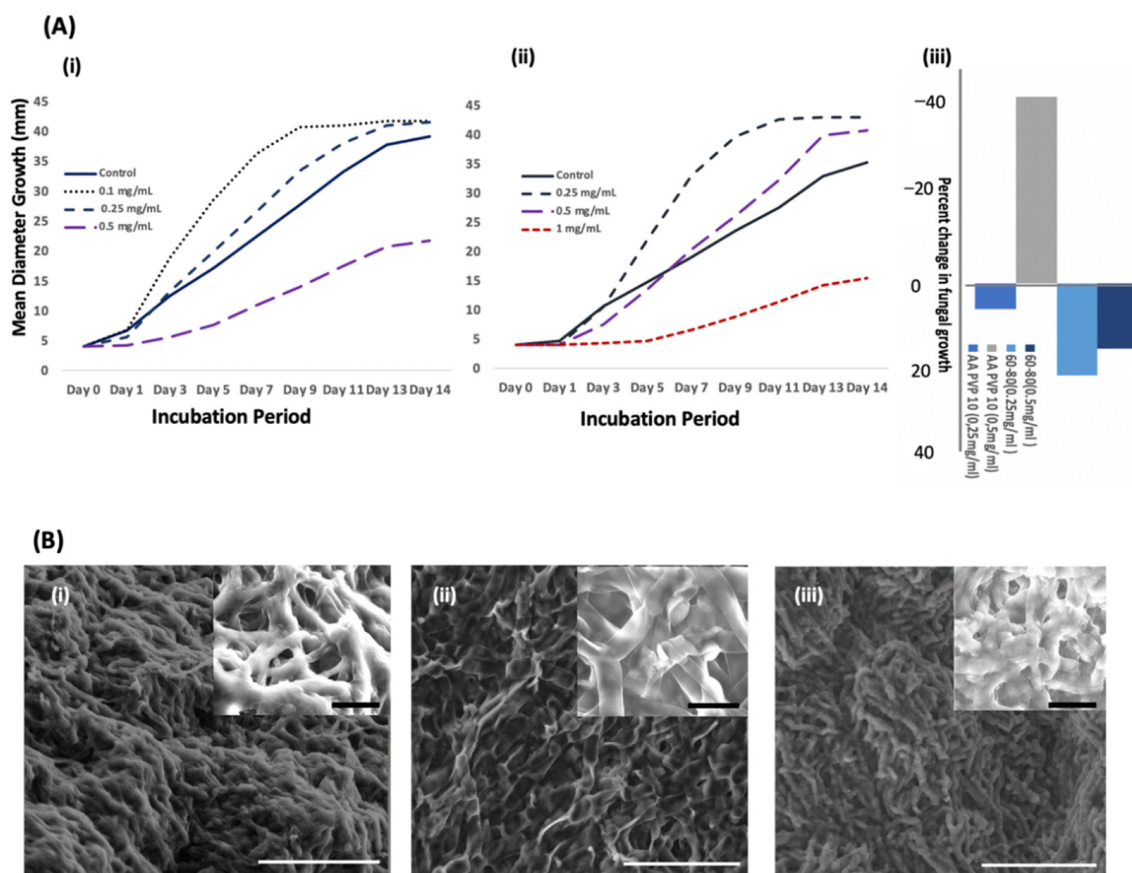 (A)
(i)
Mean Diameter Growth (mm)
45
40
35
30
25
20
15
10
5
0
Control
0.1 mg/mL
0.25 mg/mL
0.5 mg/mL
Day 0 Day 1 Day 3 Day 5 Day 7 Day 9 Day 11 Day 13 Day 14
Incubation Period
(ii)
45
40
35
30
25
20
15
10
5
0
Control
0.25 mg/mL
0.5 mg/mL
1 mg/mL
Day 0 Day 1 Day 3 Day 5 Day 7 Day 9 Day 11 Day 13 Day 14
Incubation Period
(iii)
Percent change in fungal growth
−40
−20
0
20
40
AA PVP 10 (0,25mg/ml)
AA PVP 10 (0,5mg/ml)
60-80(0.25mg/ml )
60-80(0.5mg/ml )
(B)
(i)
(ii)
(iii)